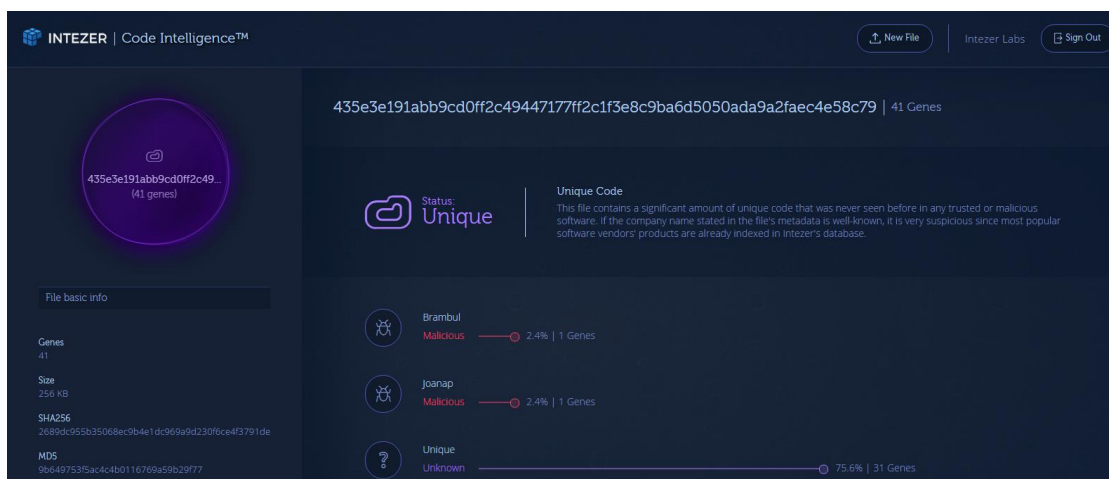 INTEZER | Code Intelligence™
New File
Intezer Labs
Sign Out
435e3e191abb9cd0ff2c49...
(41 genes)
File basic info
Genes
41
Size
256 KB
SHA256
2689dc955b35068ec9b4e1dc969a9d230f6ce4f3791de
MD5
9b649753f5ac4c4b0116769a59b29f77
435e3e191abb9cd0ff2c49447177ff2c1f3e8c9ba6d5050ada9a2faec4e58c79 | 41 Genes
Status:
Unique
Unique Code
This file contains a significant amount of unique code that was never seen before in any trusted or malicious
software. If the company name stated in the file's metadata is well-known, it is very suspicious since most popular
software vendors' products are already indexed in Intezer's database.
Brambul
Malicious 2.4% | 1 Genes
Joanap
Malicious 2.4% | 1 Genes
Unique
Unknown 75.6% | 31 Genes